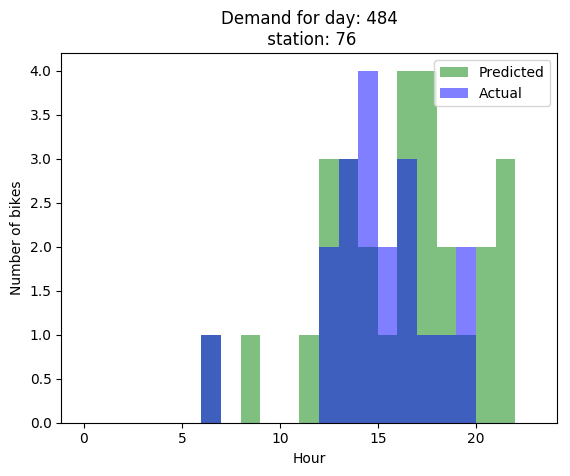 Demand for day: 484
station: 76
Predicted
Actual
Number of bikes
4.0
3.5
3.0
2.5
2.0
1.5
1.0
0.5
0.0
0 5 10 15 20
Hour